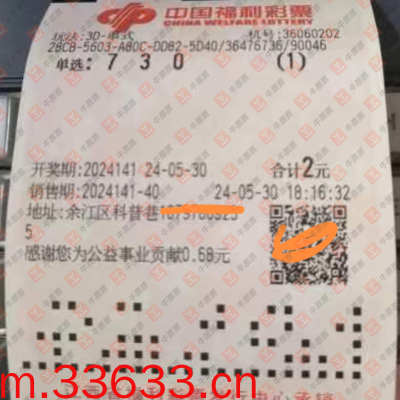 中国福利彩票
CHINA WELFARE LOTTERY
玩法:3D-单式 机号:36060202
28CB-5603-A80C-DD82-5D40/36476736/90046
单选: 7 3 0 (1)
开奖期:2024141 24-05-30 合计2元
销售期:2024141-40 24-05-30 18:16:32
地址:余江区科普巷
5
感谢您为公益事业贡献0.68元
m.33633.cn